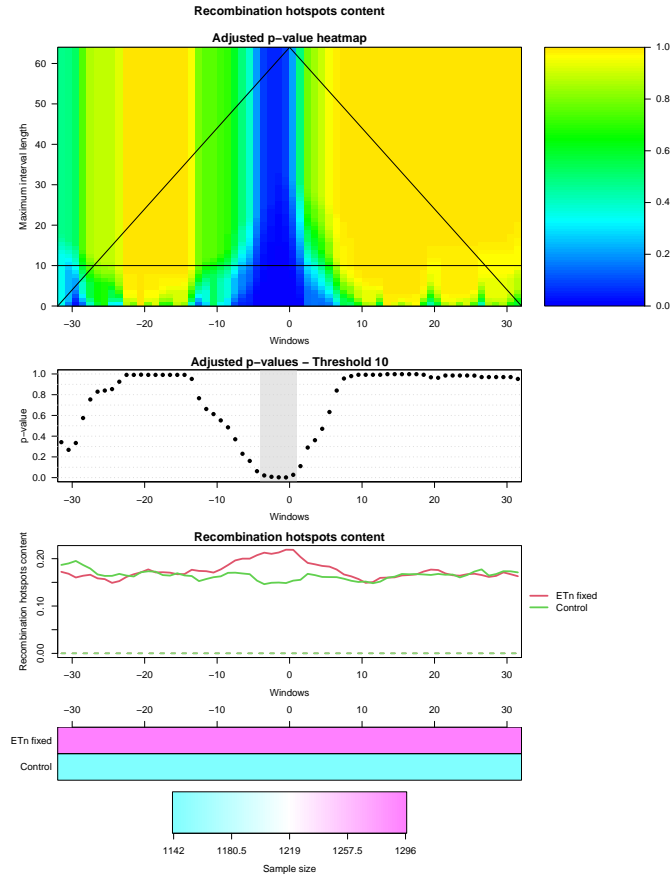 Recombination hotspots content
Adjusted p-value heatmap
Maximum interval length
0 10 20 30 40 50 60
−30 −20 −10 0 10 20 30
Windows
0.0 0.2 0.4 0.6 0.8 1.0
Adjusted p-values − Threshold 10
p-value
0.0 0.2 0.4 0.6 0.8 1.0
−30 −20 −10 0 10 20 30
Windows
Recombination hotspots content
Recombination hotspots content
0.00 0.10 0.20
−30 −20 −10 0 10 20 30
Windows
ETn fixed
Control
−30 −20 −10 0 10 20 30
ETn fixed
Control
1142 1180.5 1219 1257.5 1296
Sample size